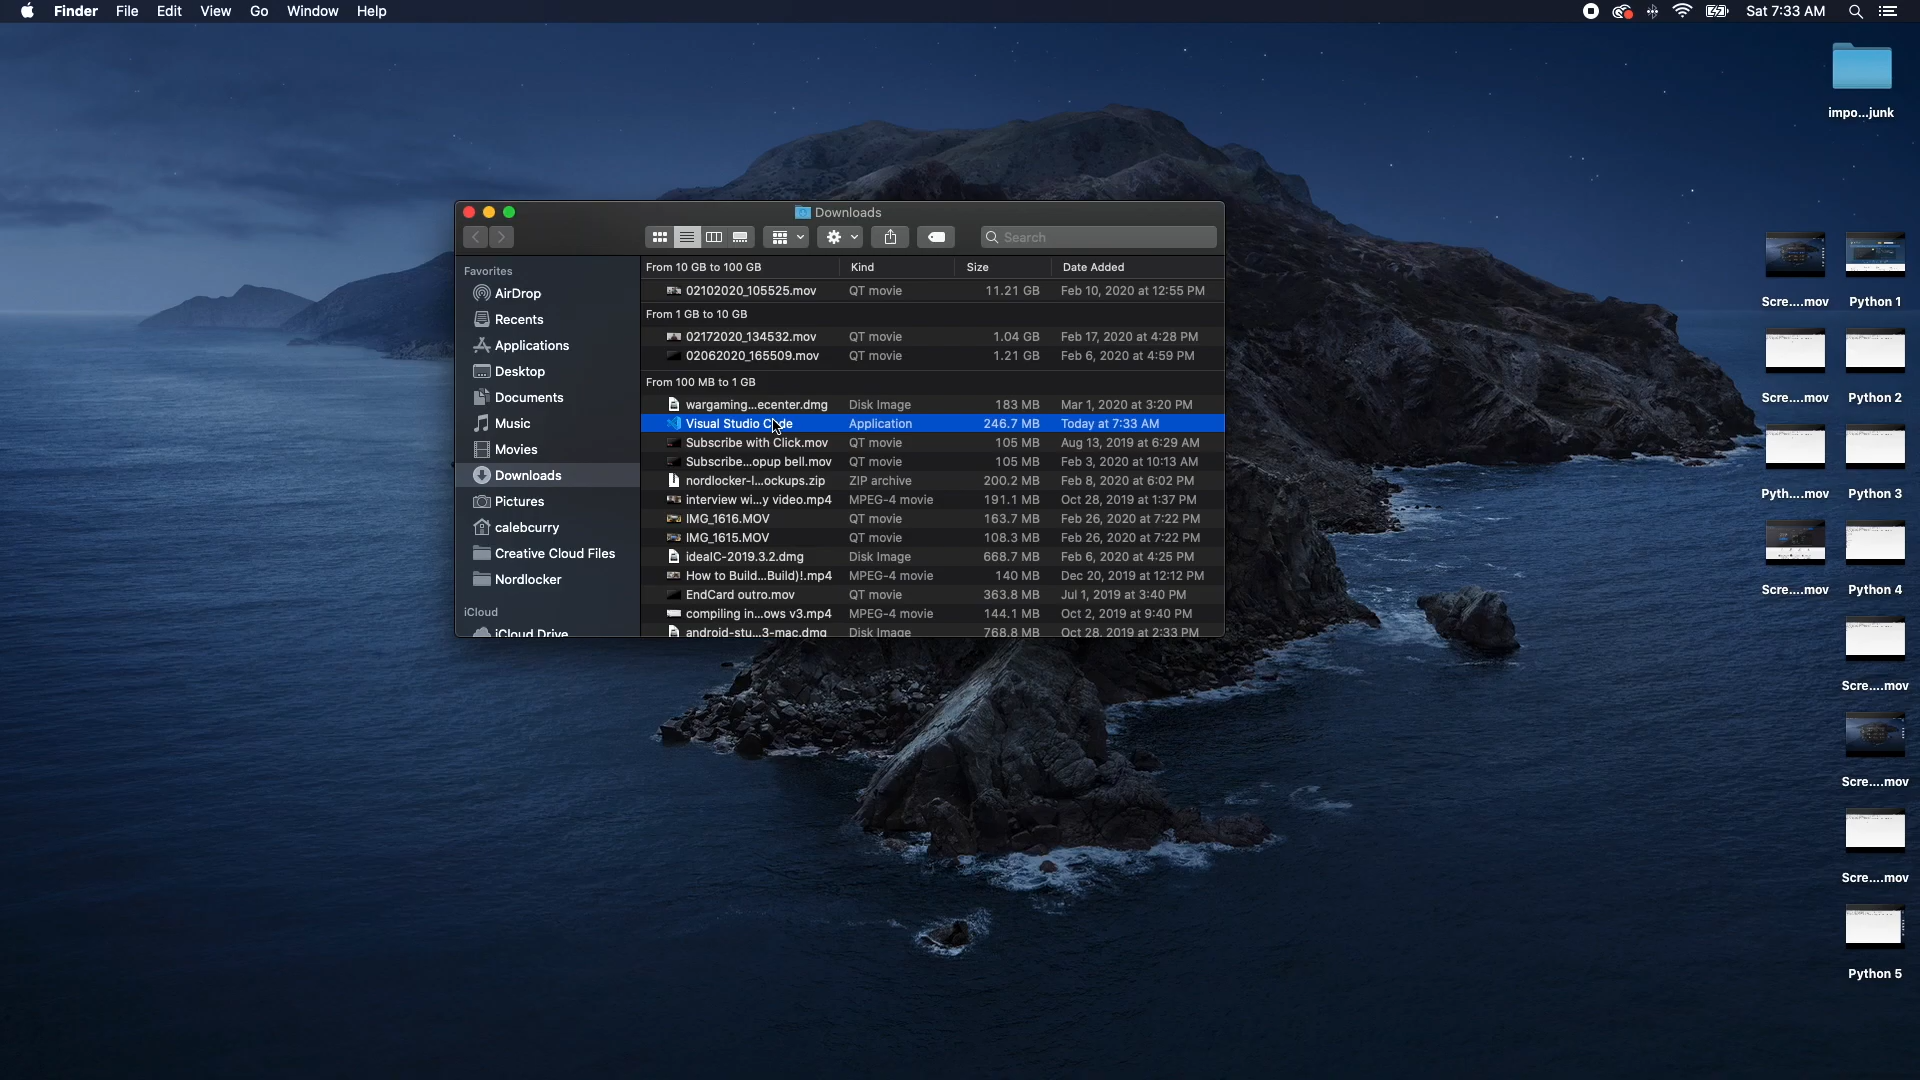 Finder File Edit View Go Window Help
Sat 7:33 AM
impo...junk
Downloads
Search
Favorites
AirDrop
Recents
Applications
Desktop
Documents
Music
Movies
Downloads
Pictures
calebcurry
Creative Cloud Files
Nordlocker
iCloud
iCloud Drive
From 10 GB to 100 GB Kind Size Date Added
02102020_105525.mov QT movie 11.21 GB Feb 10, 2020 at 12:55 PM
From 1 GB to 10 GB
02172020_134532.mov QT movie 1.04 GB Feb 17, 2020 at 4:28 PM
02062020_165509.mov QT movie 1.21 GB Feb 6, 2020 at 4:59 PM
From 100 MB to 1 GB
wargaming...ecenter.dmg Disk Image 183 MB Mar 1, 2020 at 3:20 PM
Visual Studio Code Application 246.7 MB Today at 7:33 AM
Subscribe with Click.mov QT movie 105 MB Aug 13, 2019 at 6:29 AM
Subscribe...opup bell.mov QT movie 105 MB Feb 3, 2020 at 10:13 AM
nordlocker-l...ockups.zip ZIP archive 200.2 MB Feb 8, 2020 at 6:02 PM
interview wi...y video.mp4 MPEG-4 movie 191.1 MB Oct 28, 2019 at 1:37 PM
IMG_1616.MOV QT movie 163.7 MB Feb 26, 2020 at 7:22 PM
IMG_1615.MOV QT movie 108.3 MB Feb 26, 2020 at 7:22 PM
ideaIC-2019.3.2.dmg Disk Image 668.7 MB Feb 6, 2020 at 4:25 PM
How to Build...Build)!.mp4 MPEG-4 movie 140 MB Dec 20, 2019 at 12:12 PM
EndCard outro.mov QT movie 363.8 MB Jul 1, 2019 at 3:40 PM
compiling in...ows v3.mp4 MPEG-4 movie 144.1 MB Oct 2, 2019 at 9:40 PM
android-stu...3-mac.dmg Disk Image 768.8 MB Oct 28, 2019 at 2:33 PM
Scre....mov Python 1
Scre....mov Python 2
Pyth....mov Python 3
Scre....mov Python 4
Scre....mov
Scre....mov
Scre....mov
Python 5